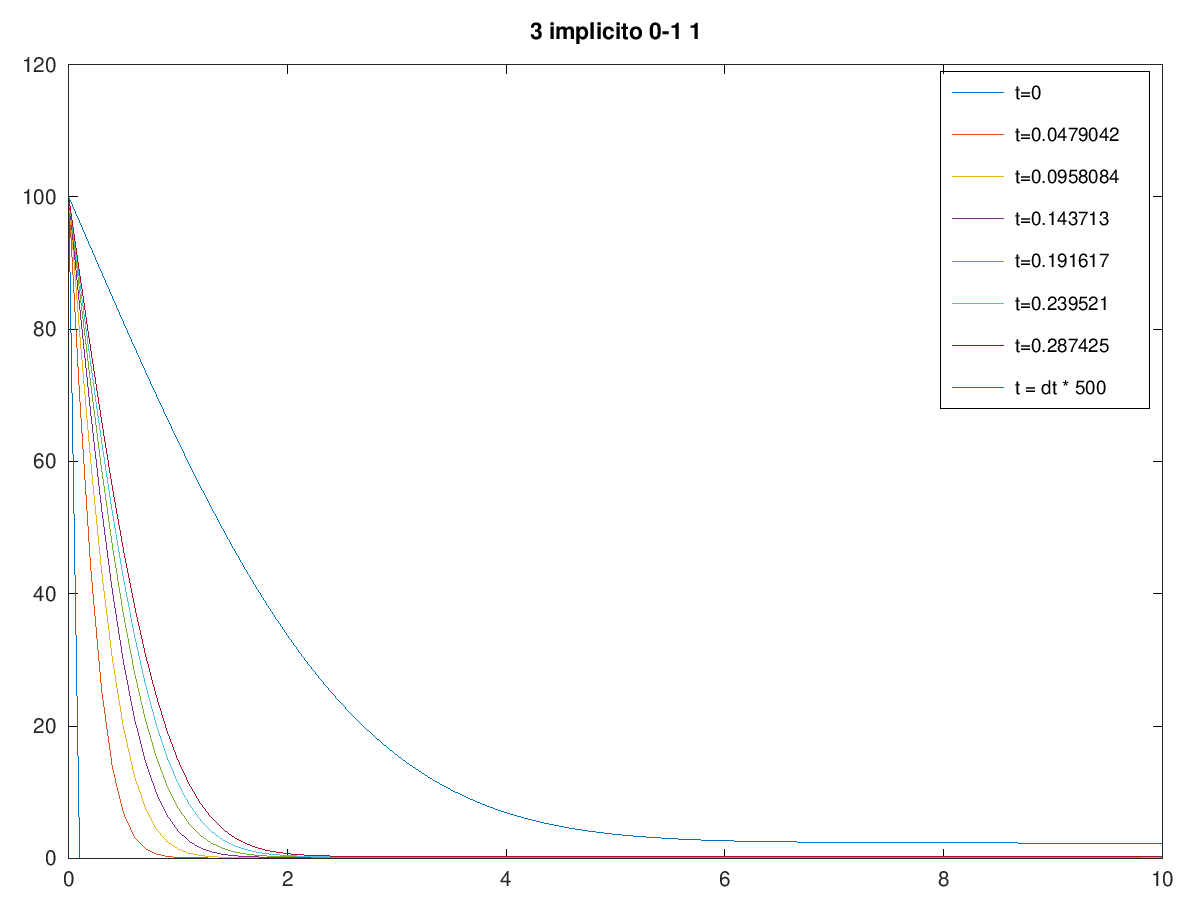 3 implicito 0-1 1
120
100
80
60
40
20
0
0 2 4 6 8 10
t=0
t=0.0479042
t=0.0958084
t=0.143713
t=0.191617
t=0.239521
t=0.287425
t = dt * 500